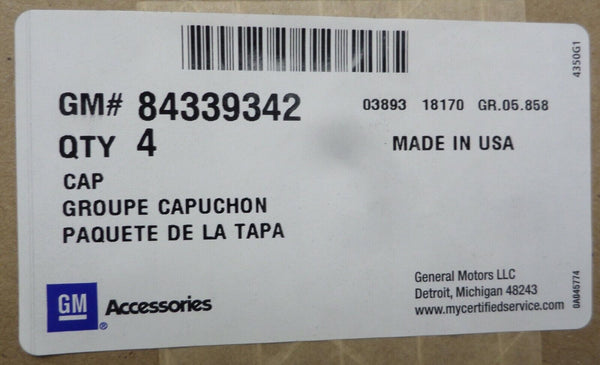 4350G1
GM# 84339342
03893 18170 GR.05.858
QTY 4
MADE IN USA
CAP
GROUPE CAPUCHON
PAQUETE DE LA TAPA
GM
® Accessories
General Motors LLC
Detroit, Michigan 48243
www.mycertifiedservice.com
0A045774